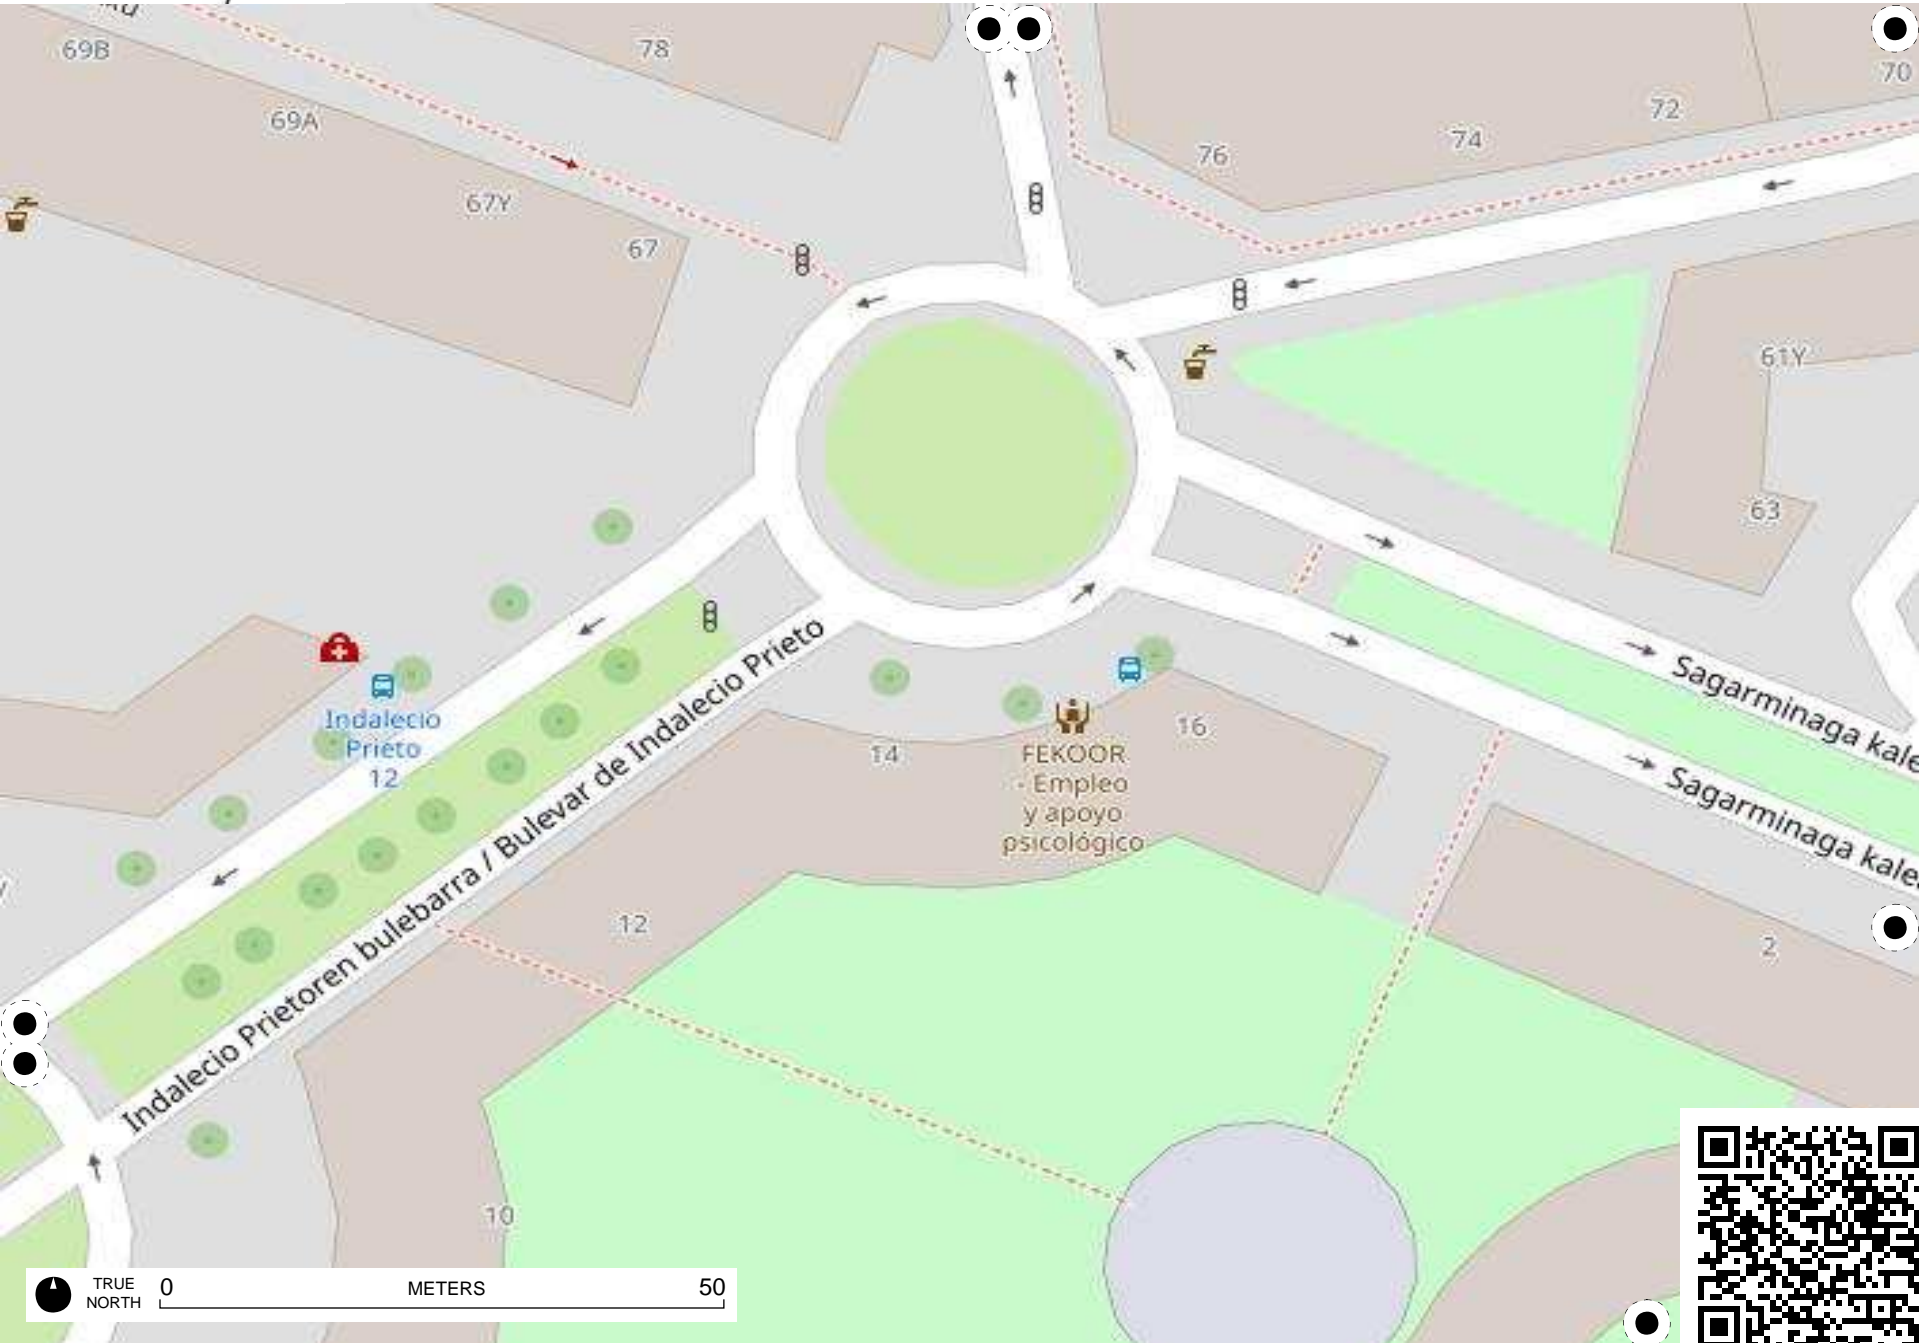 69B
78
70
72
69A
74
76
67Y
67
61Y
63
Indalecio
Prieto
12
Indalecio Prietoren bulebarra / Bulevar de Indalecio Prieto
14
16
FEKOOR
- Empleo
y apoyo
psicológico
Sagarminaga kale
Sagarminaga kale
12
2
10
TRUE
NORTH
0
METERS
50